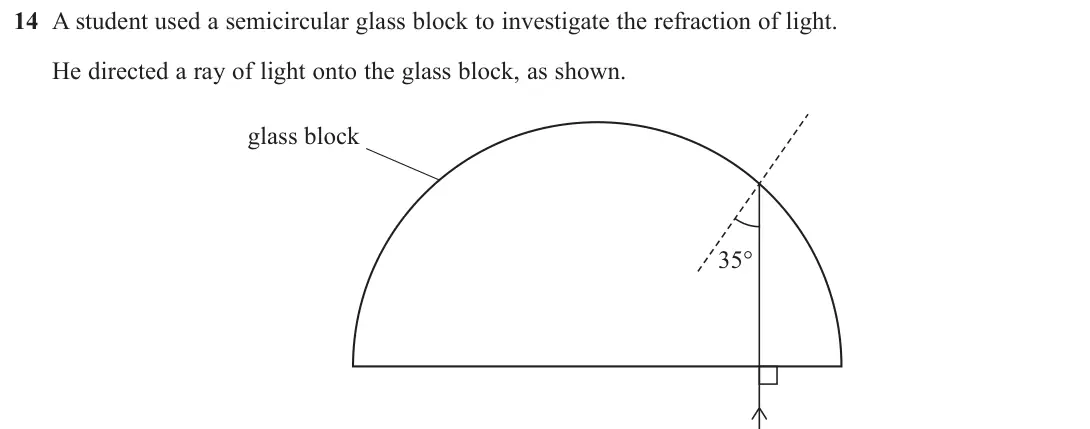 14 A student used a semicircular glass block to investigate the refraction of light.
He directed a ray of light onto the glass block, as shown.
glass block
35°